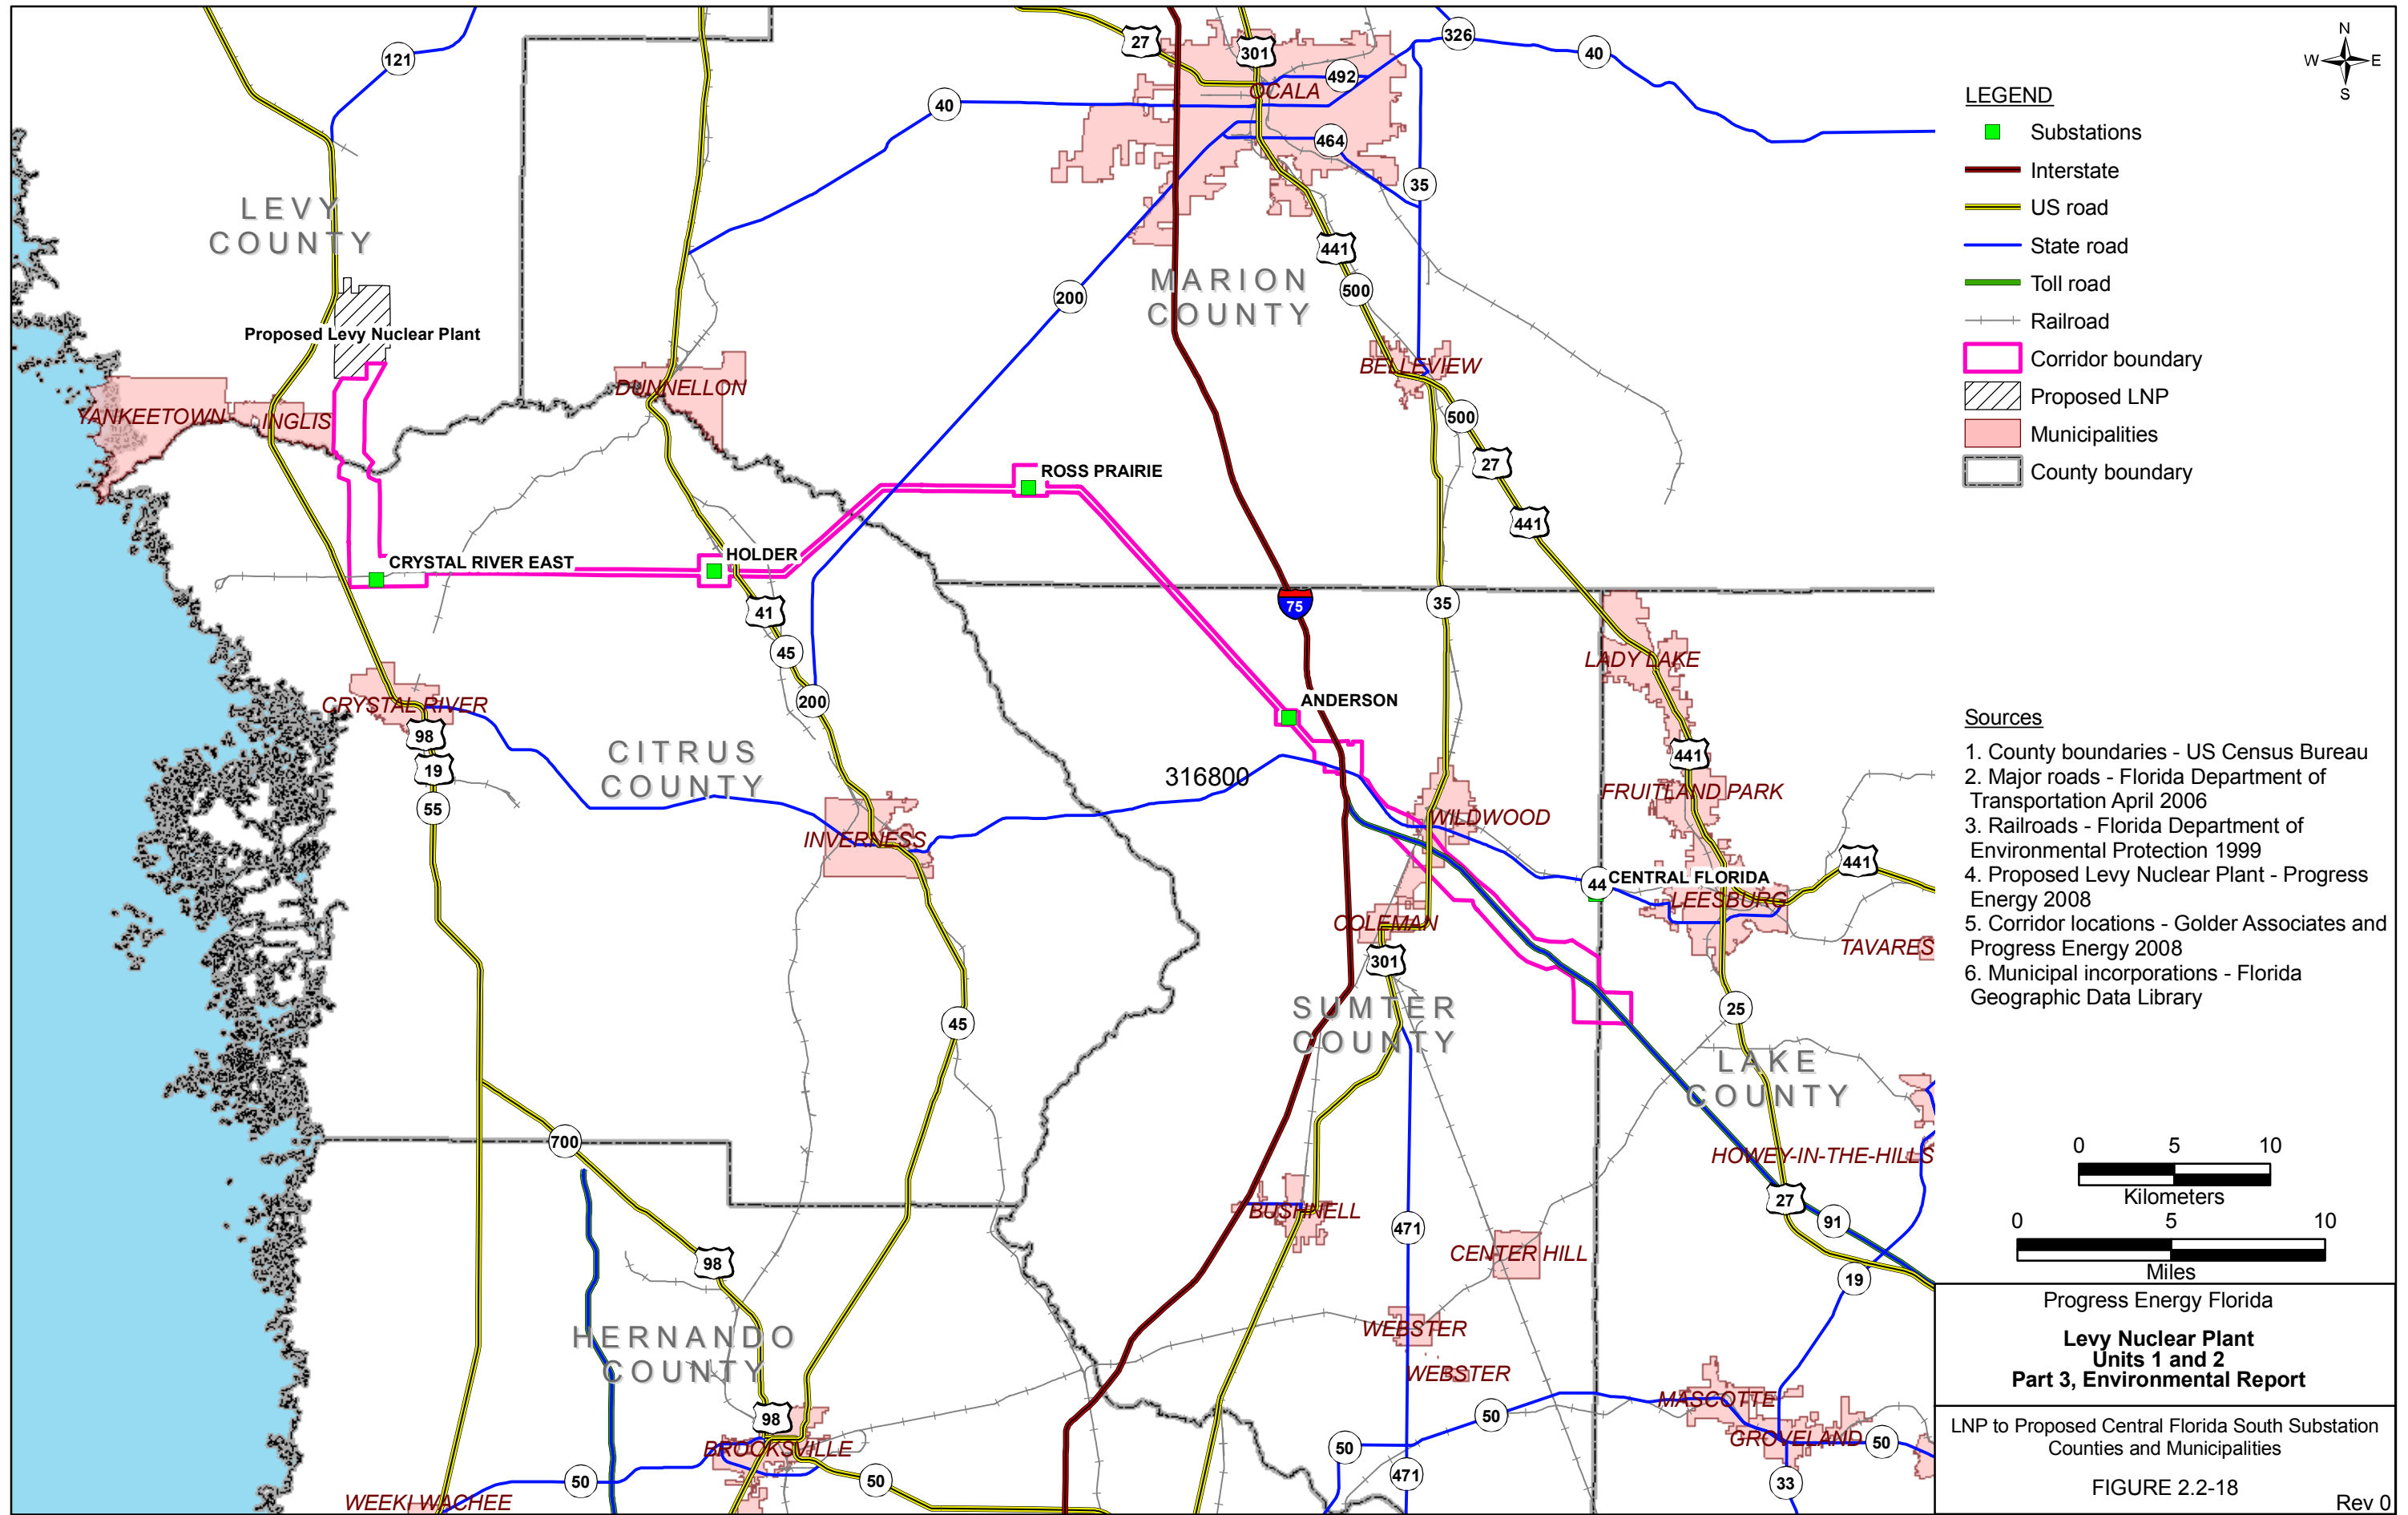 121
27
301
326
40
492
OCALA
40
464
35
LEVY
COUNTY
441
MARION
COUNTY
200
500
Proposed Levy Nuclear Plant
BELLEVIEW
DUNNELLON
YANKEETOWN
INGLIS
500
27
ROSS PRAIRIE
441
HOLDER
CRYSTAL RIVER EAST
41
75
35
45
LADY LAKE
200
ANDERSON
CRYSTAL RIVER
98
19
55
CITRUS
COUNTY
316800
441
FRUITLAND PARK
WILDWOOD
INVERNESS
441
44
CENTRAL FLORIDA
LEESBURG
COLEMAN
TAVARES
301
SUMTER
COUNTY
25
45
LAKE
COUNTY
700
HOWEY-IN-THE-HILLS
27
91
BUSHNELL
471
CENTER HILL
98
19
HERNANDO
COUNTY
WEBSTER
WEBSTER
MASCOTTE
98
50
BROCKSVILLE
50
GROVELAND
50
50
50
471
33
WEEKI WACHEE
N
W
E
S
LEGEND
Substations
Interstate
US road
State road
Toll road
Railroad
Corridor boundary
Proposed LNP
Municipalities
County boundary
Sources
1. County boundaries - US Census Bureau
2. Major roads - Florida Department of
Transportation April 2006
3. Railroads - Florida Department of
Environmental Protection 1999
4. Proposed Levy Nuclear Plant - Progress
Energy 2008
5. Corridor locations - Golder Associates and
Progress Energy 2008
6. Municipal incorporations - Florida
Geographic Data Library
0 5 10
Kilometers
0 5 10
Miles
Progress Energy Florida
Levy Nuclear Plant
Units 1 and 2
Part 3, Environmental Report
LNP to Proposed Central Florida South Substation
Counties and Municipalities
FIGURE 2.2-18
Rev 0